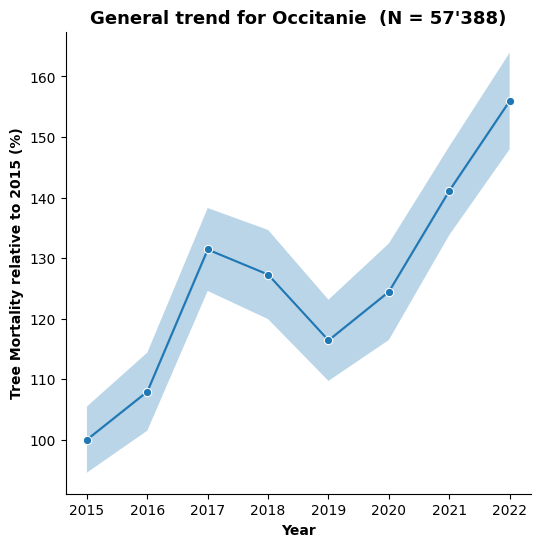 General trend for Occitanie  (N = 57'388)
Tree Mortality relative to 2015 (%)
160
150
140
130
120
110
100
2015 2016 2017 2018 2019 2020 2021 2022
Year